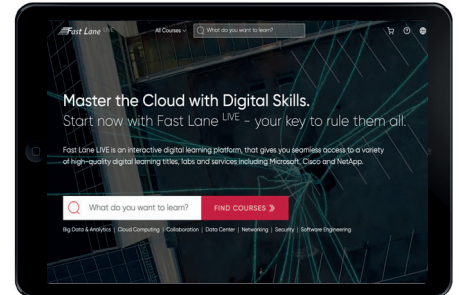 Fast Lane LIVE
All Courses
What do you want to learn?
Master the Cloud with Digital Skills.
Start now with Fast Lane LIVE - your key to rule them all.
Fast Lane LIVE is an interactive digital learning platform, that gives you seamless access to a variety
of high-quality digital learning titles, labs and services including Microsoft, Cisco and NetApp.
What do you want to learn?
FIND COURSES
Big Data & Analytics | Cloud Computing | Collaboration | Data Center | Networking | Security | Software Engineering